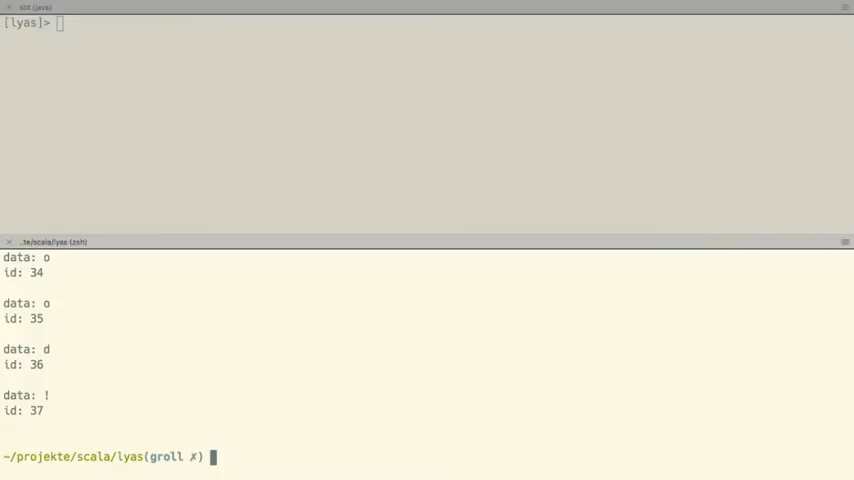 sbt (java)
[lyas]>
..te/scala/lyas (zsh)
data: o
id: 34
data: o
id: 35
data: d
id: 36
data: !
id: 37
~/projekte/scala/lyas(groll ✗)